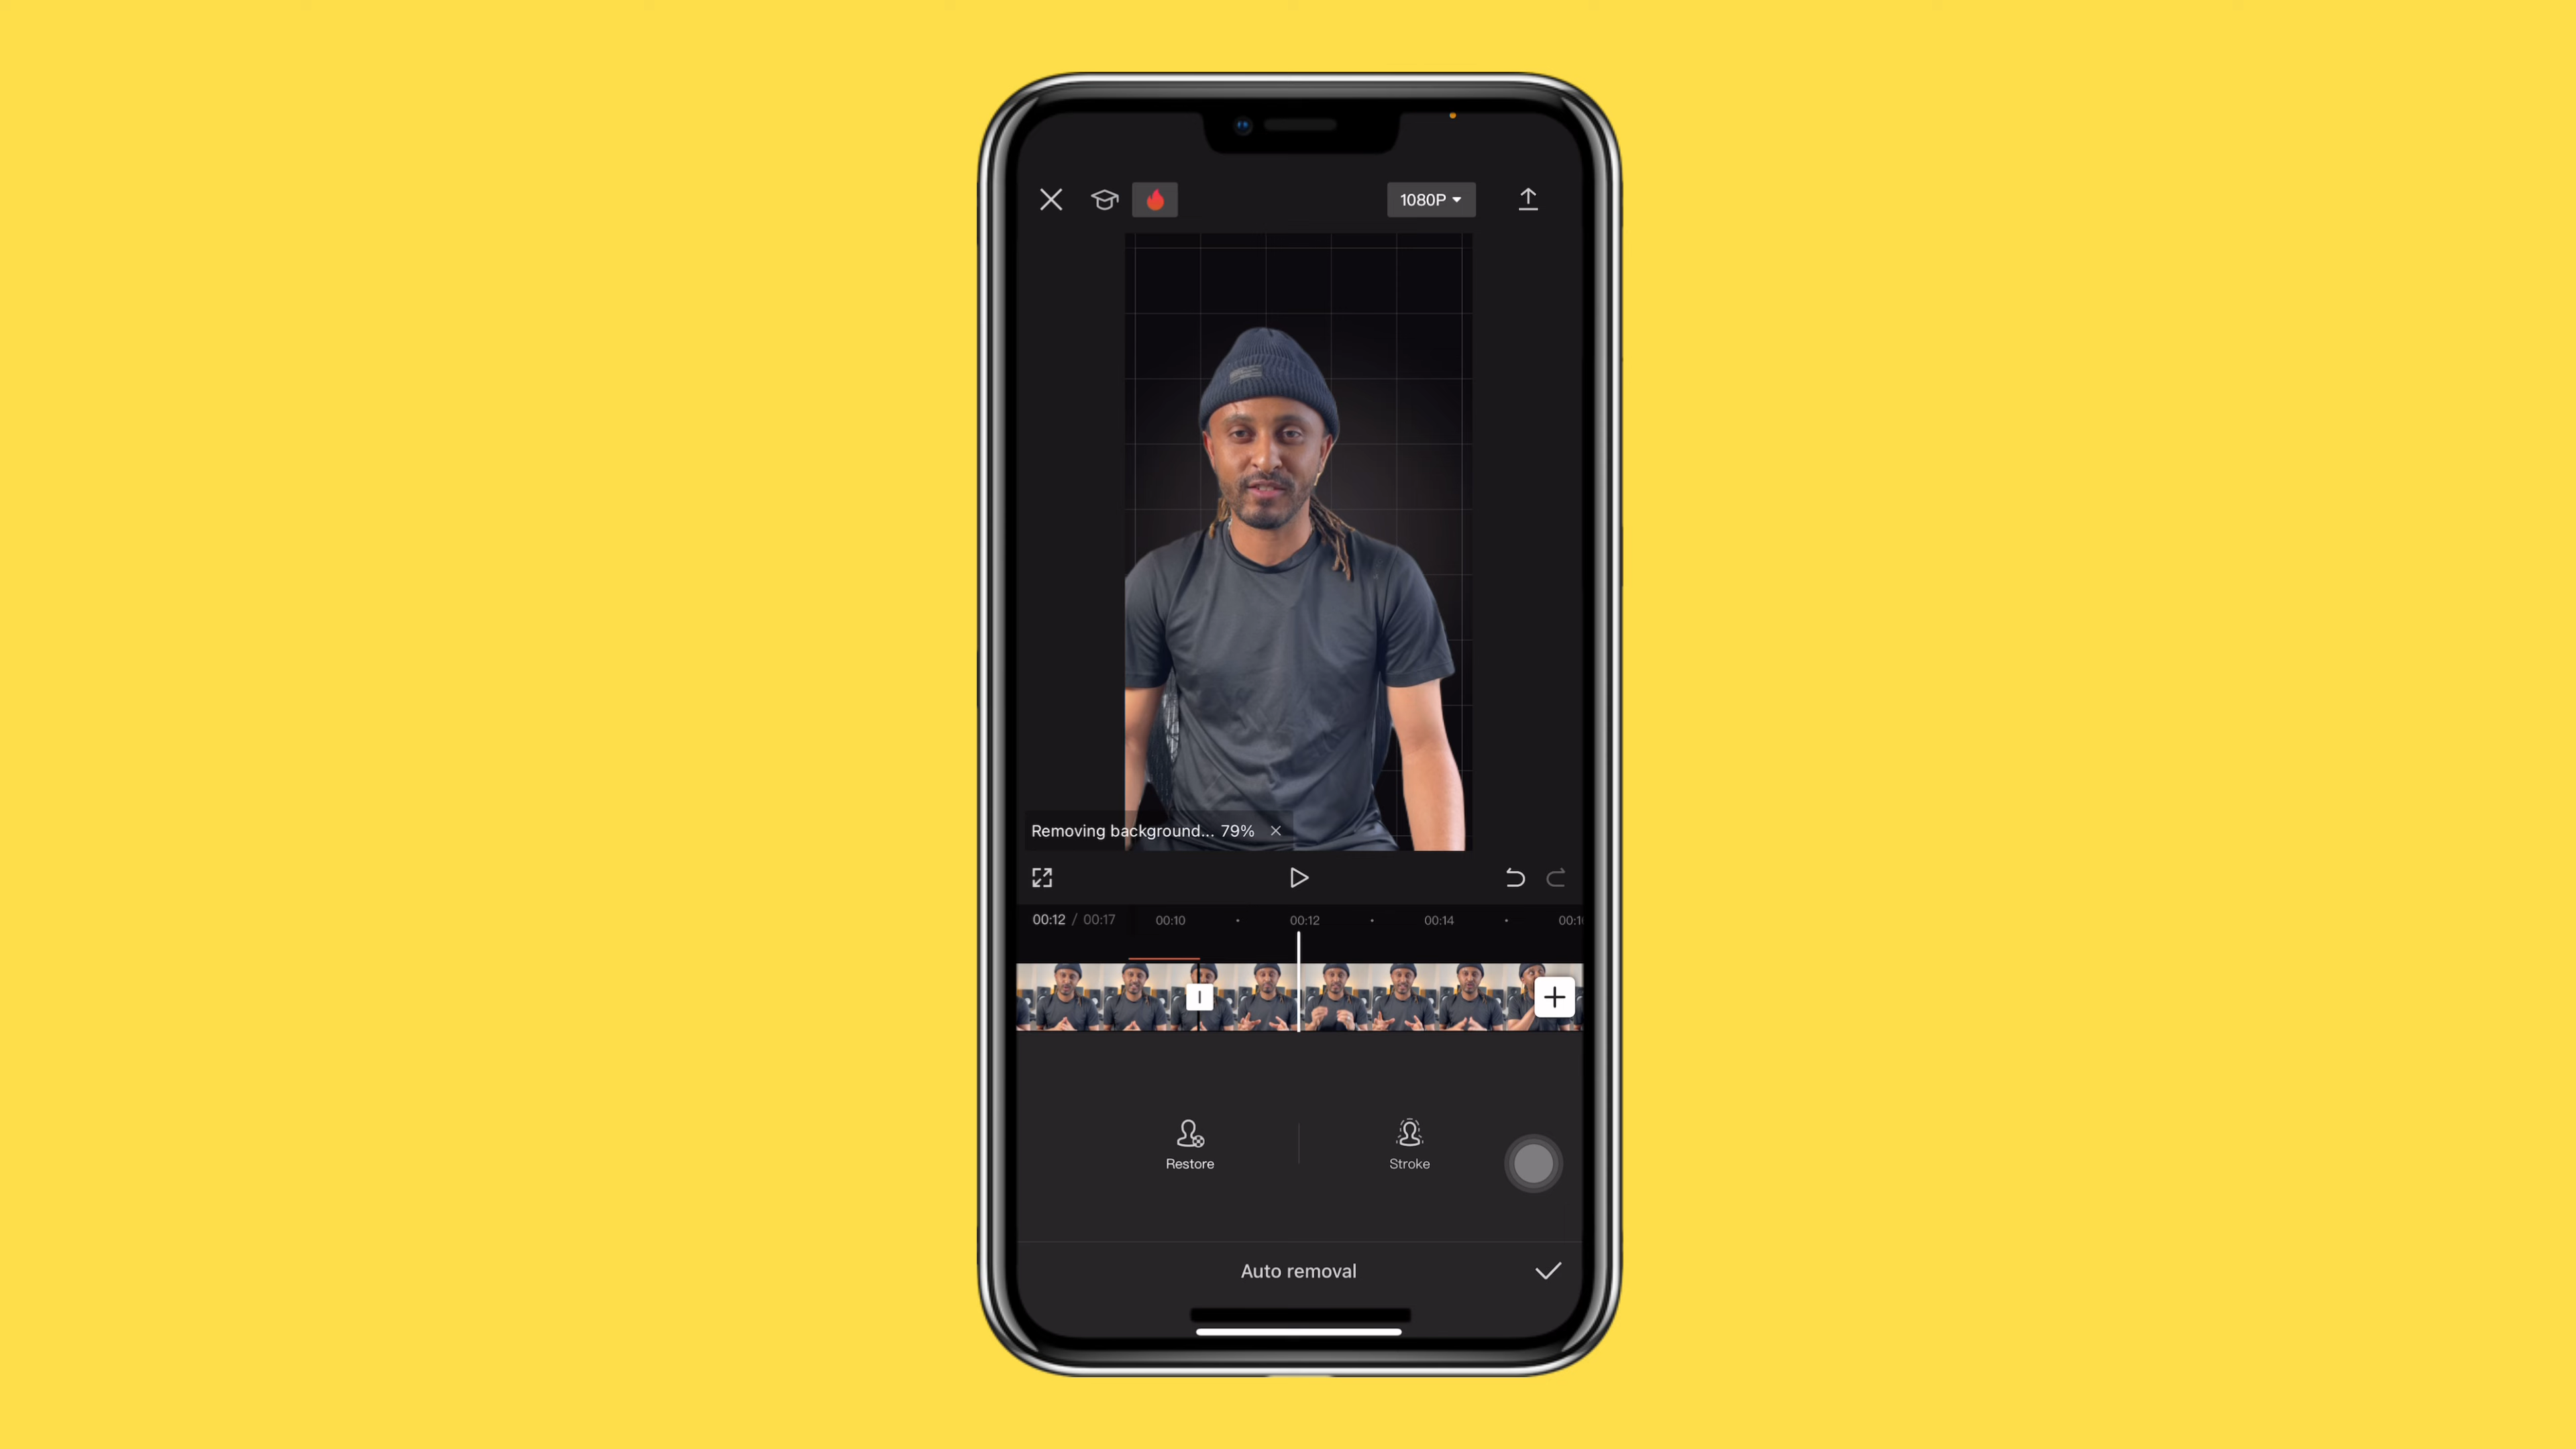 1080P
Removing background... 79%
00:12 / 00:17 00:10 00:12 00:14
Restore
Stroke
Auto removal